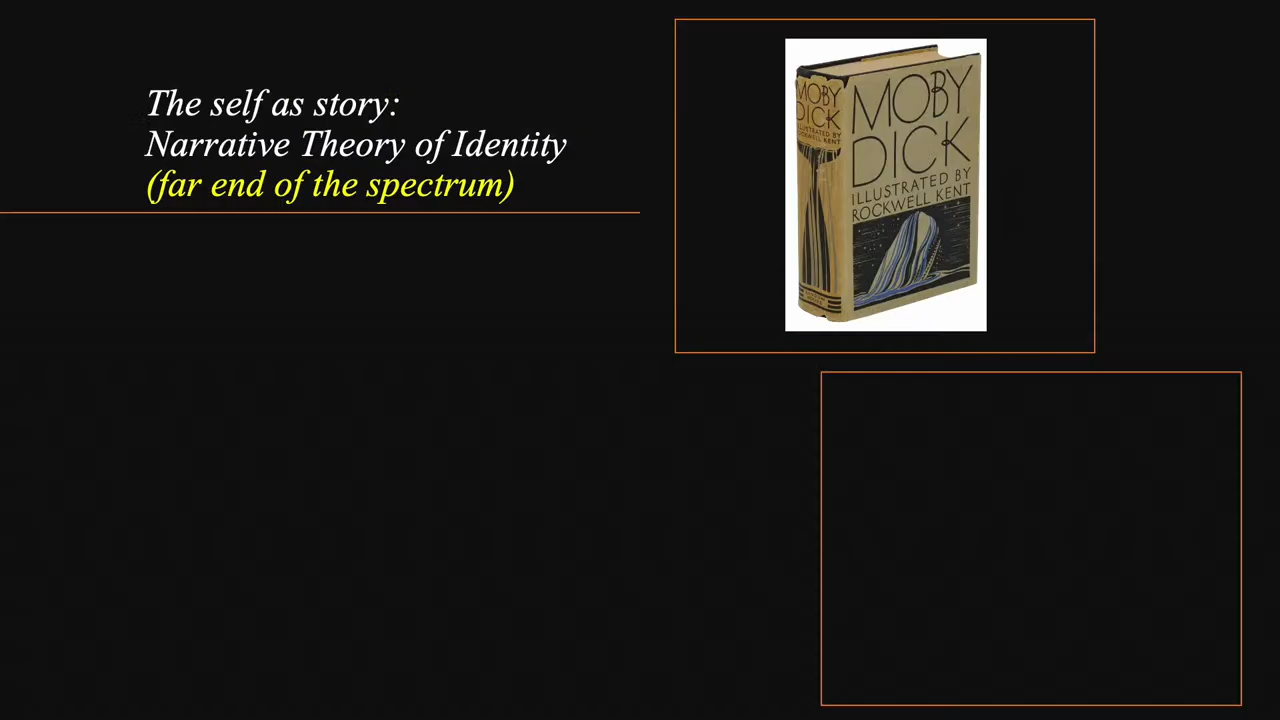 The self as story:
Narrative Theory of Identity
(far end of the spectrum)
MOBY
DICK
ILLUSTRATED BY
ROCKWELL KENT
MOBY
DICK
ILLUSTRATED BY
ROCKWELL KENT